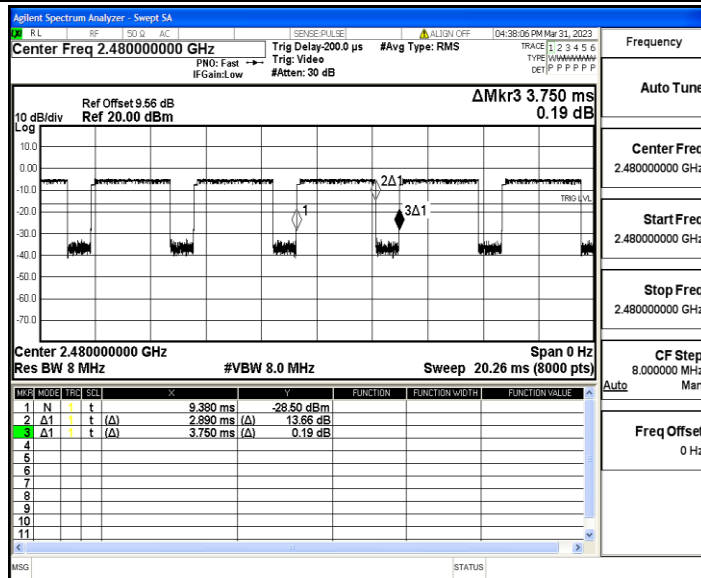 Agilent Spectrum Analyzer - Swept SA
RL RF 50 Ω AC SENSE:PULSE ALIGN OFF 04:38:06 PM Mar 31, 2023
Center Freq 2.480000000 GHz
PNO: Fast
IFGain:Low
Trig Delay-200.0 µs
Trig: Video
#Atten: 30 dB
#Avg Type: RMS
TRACE 1 2 3 4 5 6
TYPE
DET P P P P P P
Ref Offset 9.56 dB
10 dB/div Ref 20.00 dBm
Log
ΔMkr3 3.750 ms
0.19 dB
10.0
0.00
-10.0
-20.0
-30.0
-40.0
-50.0
-60.0
-70.0
2Δ1
TRIG LVL
1
3Δ1
Center 2.480000000 GHz Span 0 Hz
Res BW 8 MHz #VBW 8.0 MHz Sweep 20.26 ms (8000 pts)
MKR MODE TRC SCL X Y FUNCTION FUNCTION WIDTH FUNCTION VALUE
1 N 1 t 9.380 ms -28.50 dBm
2 Δ1 1 t (Δ) 2.890 ms (Δ) 13.66 dB
3 Δ1 1 t (Δ) 3.750 ms (Δ) 0.19 dB
4
5
6
7
8
9
10
11
MSG STATUS
Frequency
Auto Tune
Center Freq
2.480000000 GHz
Start Freq
2.480000000 GHz
Stop Freq
2.480000000 GHz
CF Step
8.000000 MHz
Auto Man
Freq Offset
0 Hz